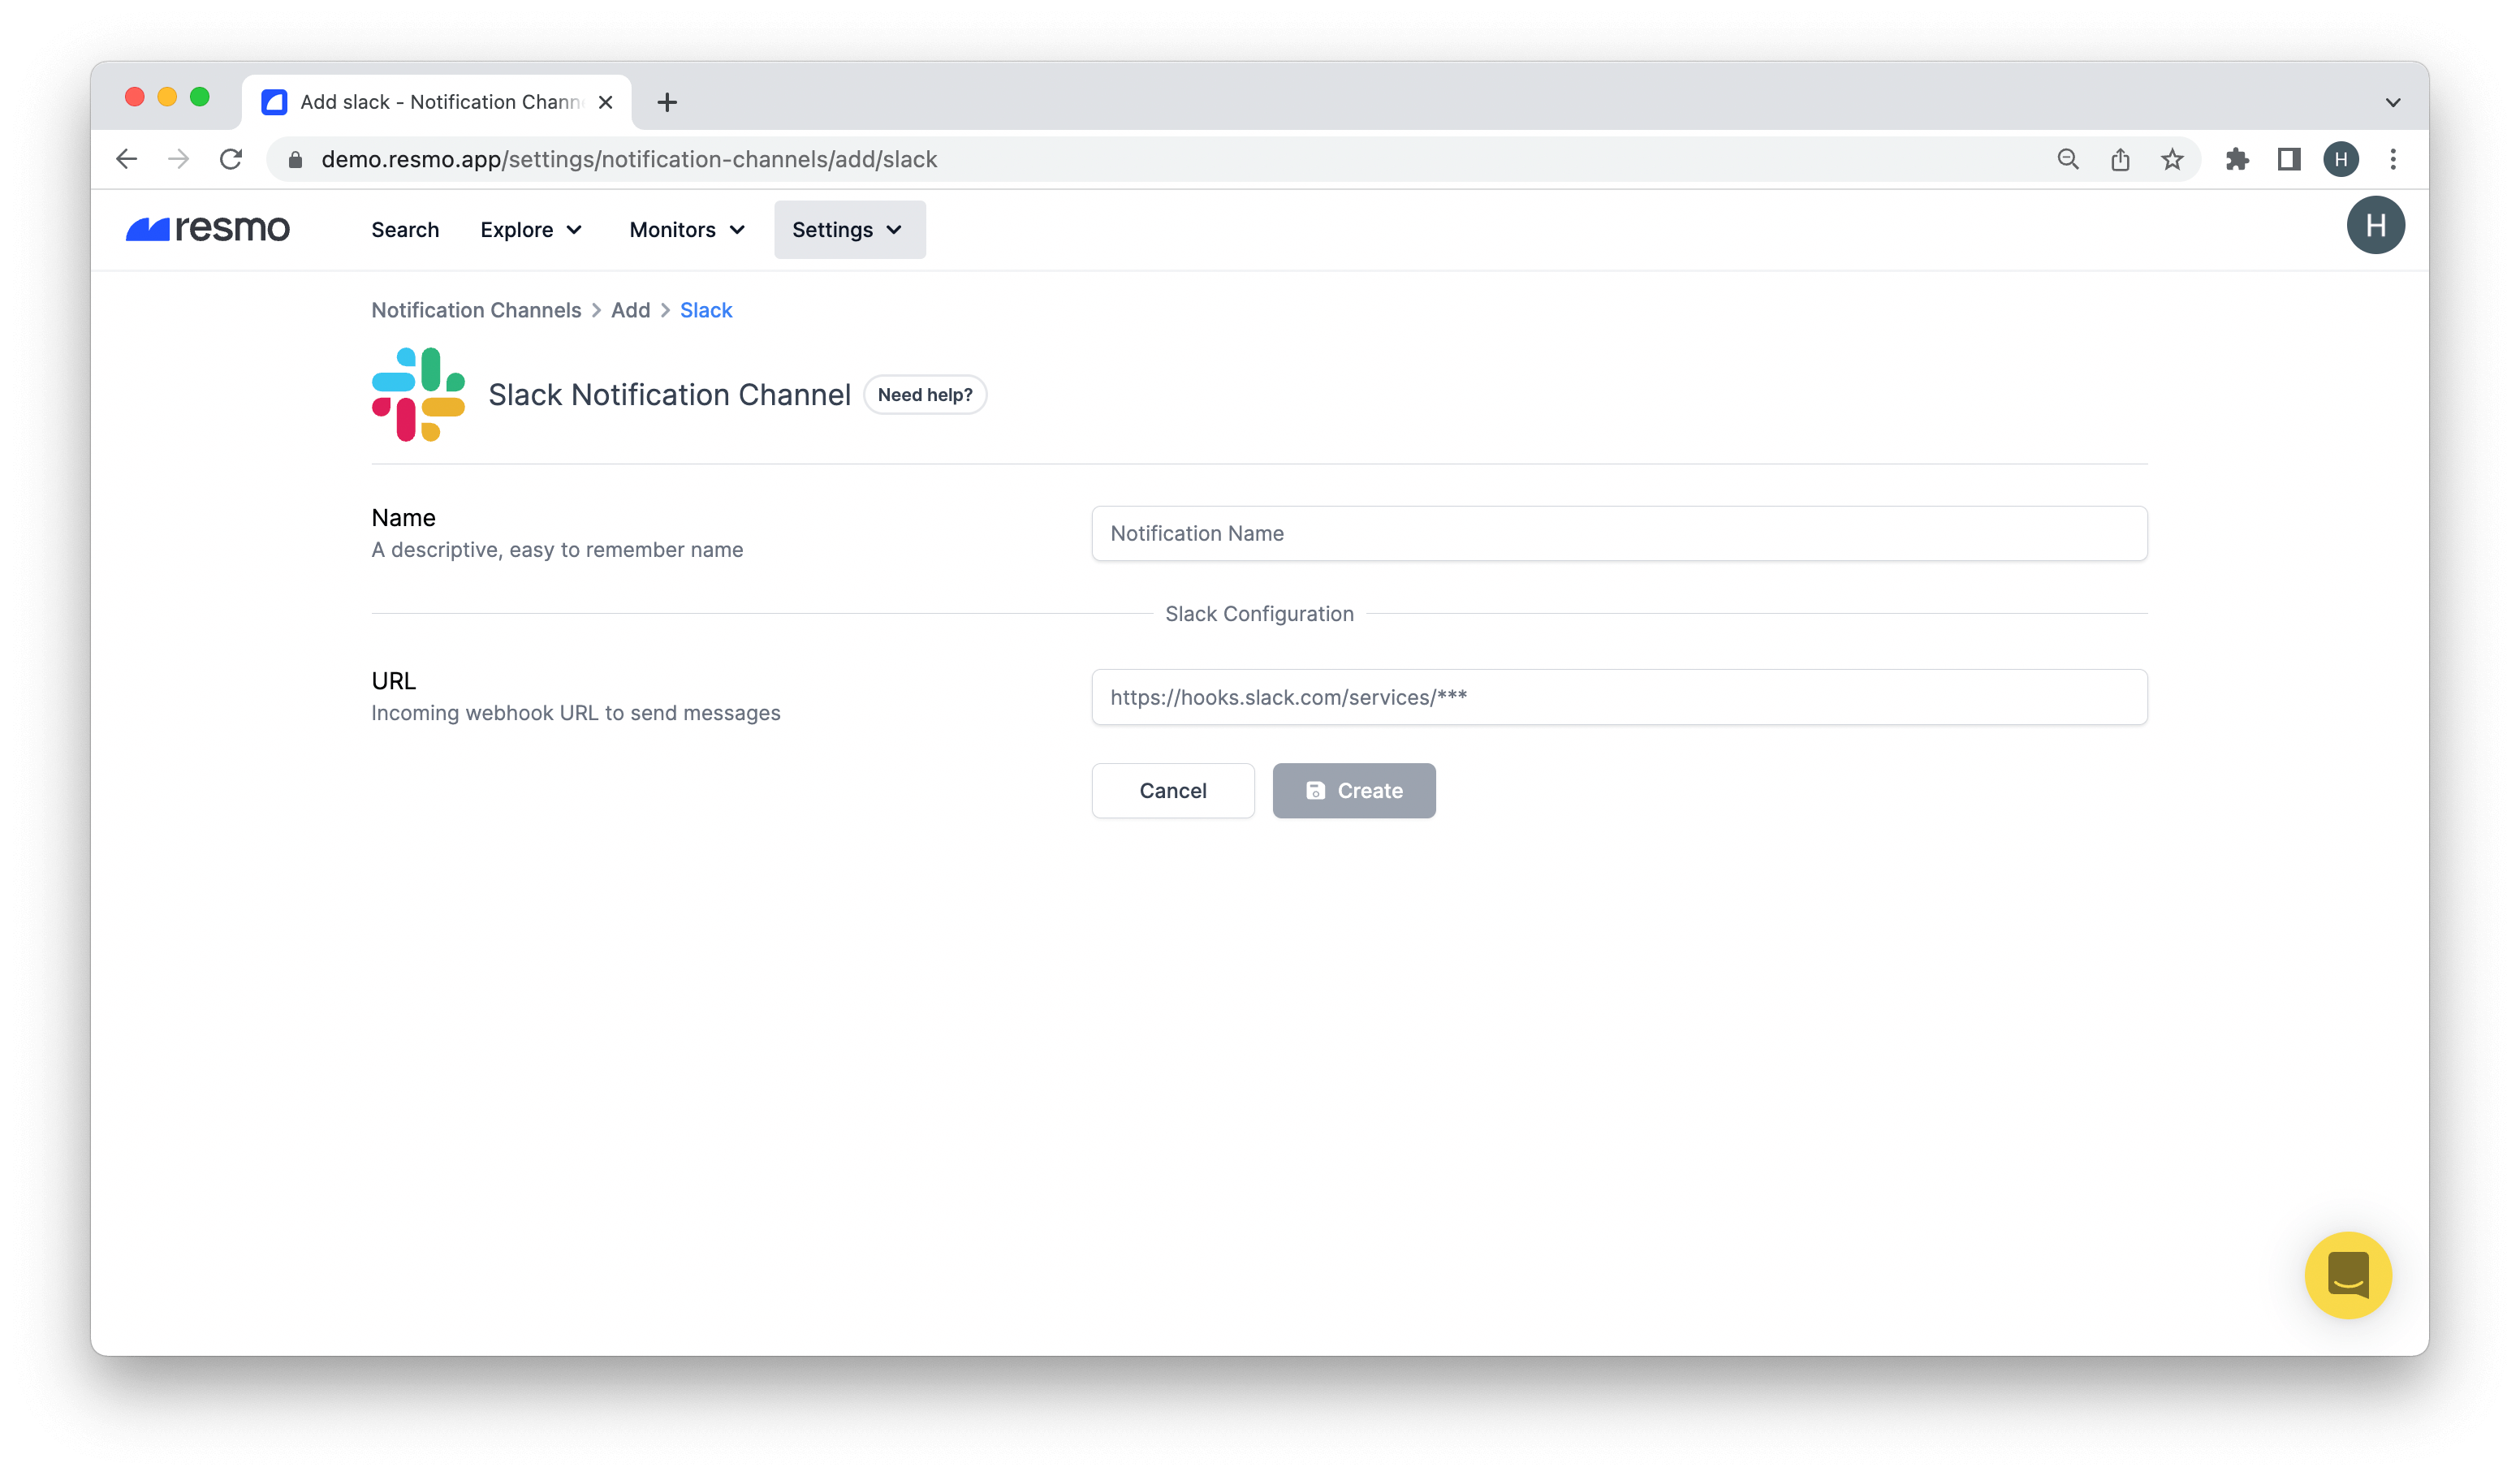 Add slack - Notification Chann
demo.resmo.app/settings/notification-channels/add/slack
H
resmo
Search Explore Monitors Settings
H
Notification Channels > Add > Slack
Slack Notification Channel Need help?
Name
A descriptive, easy to remember name
Notification Name
Slack Configuration
URL
Incoming webhook URL to send messages
https://hooks.slack.com/services/***
Cancel Create